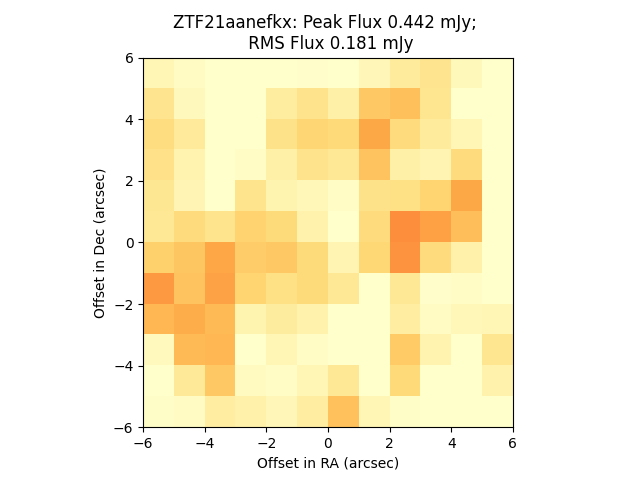 ZTF21aanefkx: Peak Flux 0.442 mJy;
RMS Flux 0.181 mJy
6
4
2
0
−2
−4
−6
Offset in Dec (arcsec)
−6 −4 −2 0 2 4 6
Offset in RA (arcsec)